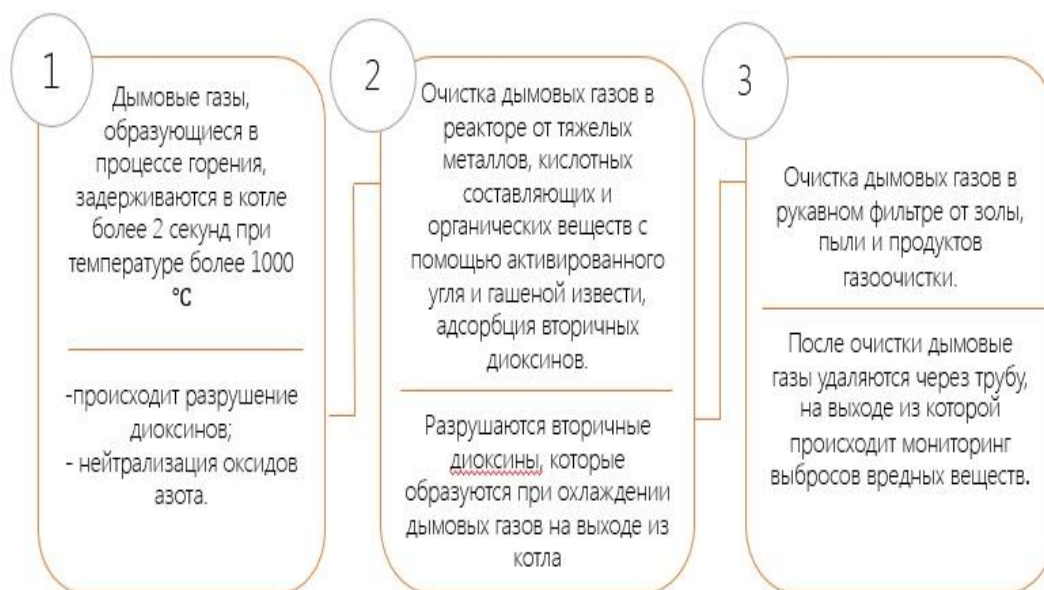 1
Дымовые газы,
образующиеся в
процессе горения,
задерживаются в котле
более 2 секунд при
температуре более 1000
°C
-происходит разрушение
диоксинов;
- нейтрализация оксидов
азота.
2
Очистка дымовых газов в
реакторе от тяжелых
металлов, кислотных
составляющих и
органических веществ с
помощью активированного
угля и гашеной извести,
адсорбция вторичных
диоксинов.
Разрушаются вторичные
диоксины, которые
образуются при охлаждении
дымовых газов на выходе из
котла
3
Очистка дымовых газов в
рукавном фильтре от золы,
пыли и продуктов
газоочистки.
После очистки дымовые
газы удаляются через трубу,
на выходе из которой
происходит мониторинг
выбросов вредных веществ.